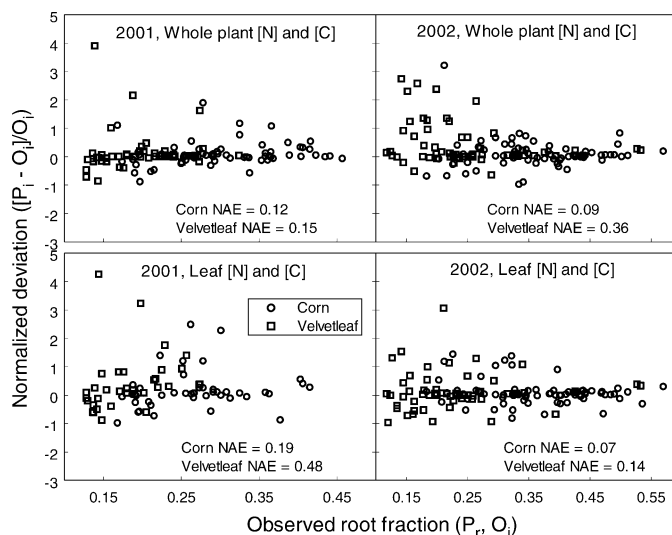 2001, Whole plant [N] and [C]
2002, Whole plant [N] and [C]
5
4
3
2
1
0
-1
-2
-3
Corn NAE = 0.12
Velvetleaf NAE = 0.15
Corn NAE = 0.09
Velvetleaf NAE = 0.36
Normalized deviation ([Pi - Oi]/Oi)
2001, Leaf [N] and [C]
2002, Leaf [N] and [C]
Corn
Velvetleaf
5
4
3
2
1
0
-1
-2
-3
Corn NAE = 0.19
Velvetleaf NAE = 0.48
Corn NAE = 0.07
Velvetleaf NAE = 0.14
0.15 0.25 0.35 0.45 0.15 0.25 0.35 0.45 0.55
Observed root fraction (Pr, Oi)